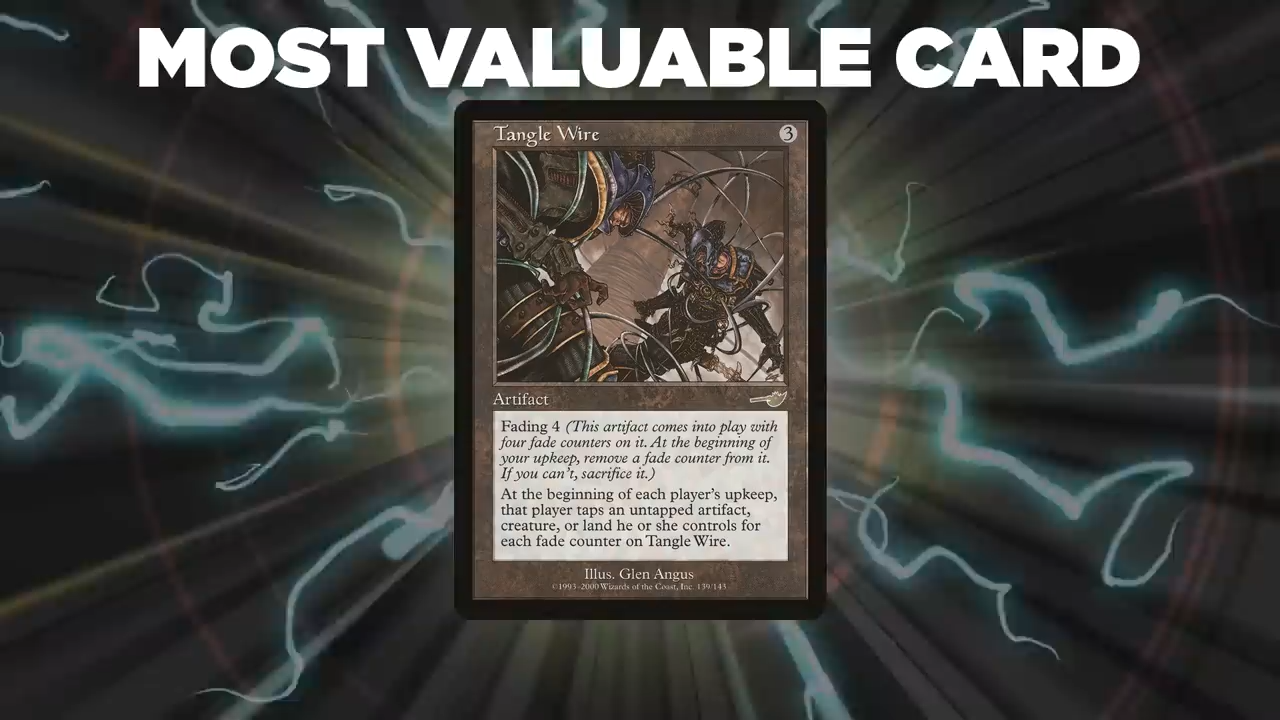 MOST VALUABLE CARD
Tangle Wire 3
Artifact
Fading 4 (This artifact comes into play with
four fade counters on it. At the beginning of
your upkeep, remove a fade counter from it.
If you can't, sacrifice it.)
At the beginning of each player's upkeep,
that player taps an untapped artifact,
creature, or land he or she controls for
each fade counter on Tangle Wire.
Illus. Glen Angus
©1993-2000 Wizards of the Coast, Inc. 139/143